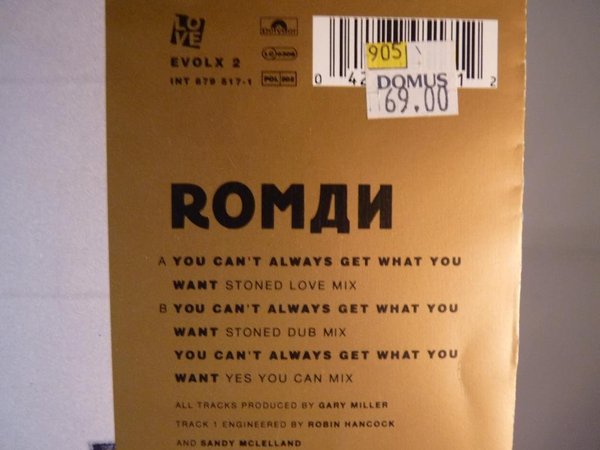 LOVE
polydor
EVOLX 2
INT 879 517-1
905
0 42
1 2
DOMUS
69.00
ROMДИ
A YOU CAN'T ALWAYS GET WHAT YOU
WANT STONED LOVE MIX
B YOU CAN'T ALWAYS GET WHAT YOU
WANT STONED DUB MIX
YOU CAN'T ALWAYS GET WHAT YOU
WANT YES YOU CAN MIX
ALL TRACKS PRODUCED BY GARY MILLER
TRACK 1 ENGINEERED BY ROBIN HANCOCK
AND SANDY MCLELLAND